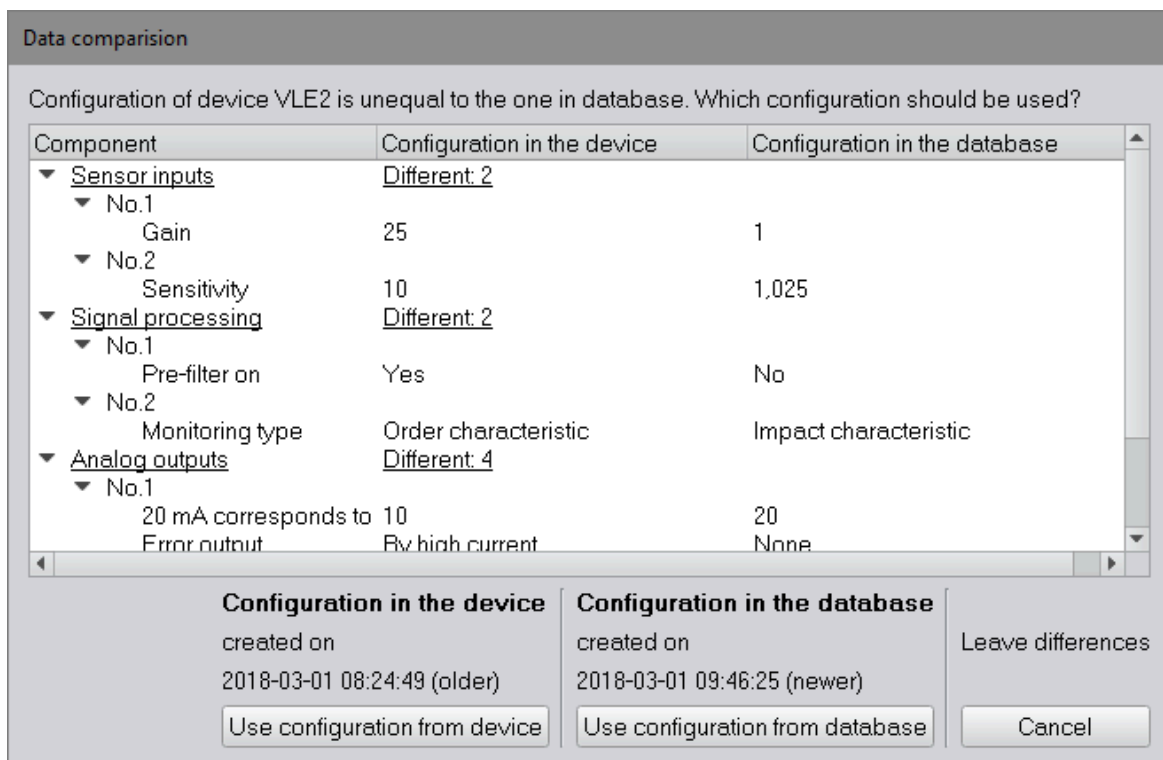 Data comparision
Configuration of device VLE2 is unequal to the one in database. Which configuration should be used?
Component Configuration in the device Configuration in the database
Sensor inputs Different: 2
No.1
Gain 25 1
No.2
Sensitivity 10 1,025
Signal processing Different: 2
No.1
Pre-filter on Yes No
No.2
Monitoring type Order characteristic Impact characteristic
Analog outputs Different: 4
No.1
20 mA corresponds to 10 20
Error output By high current None
Configuration in the device Configuration in the database
created on created on Leave differences
2018-03-01 08:24:49 (older) 2018-03-01 09:46:25 (newer)
Use configuration from device Use configuration from database Cancel